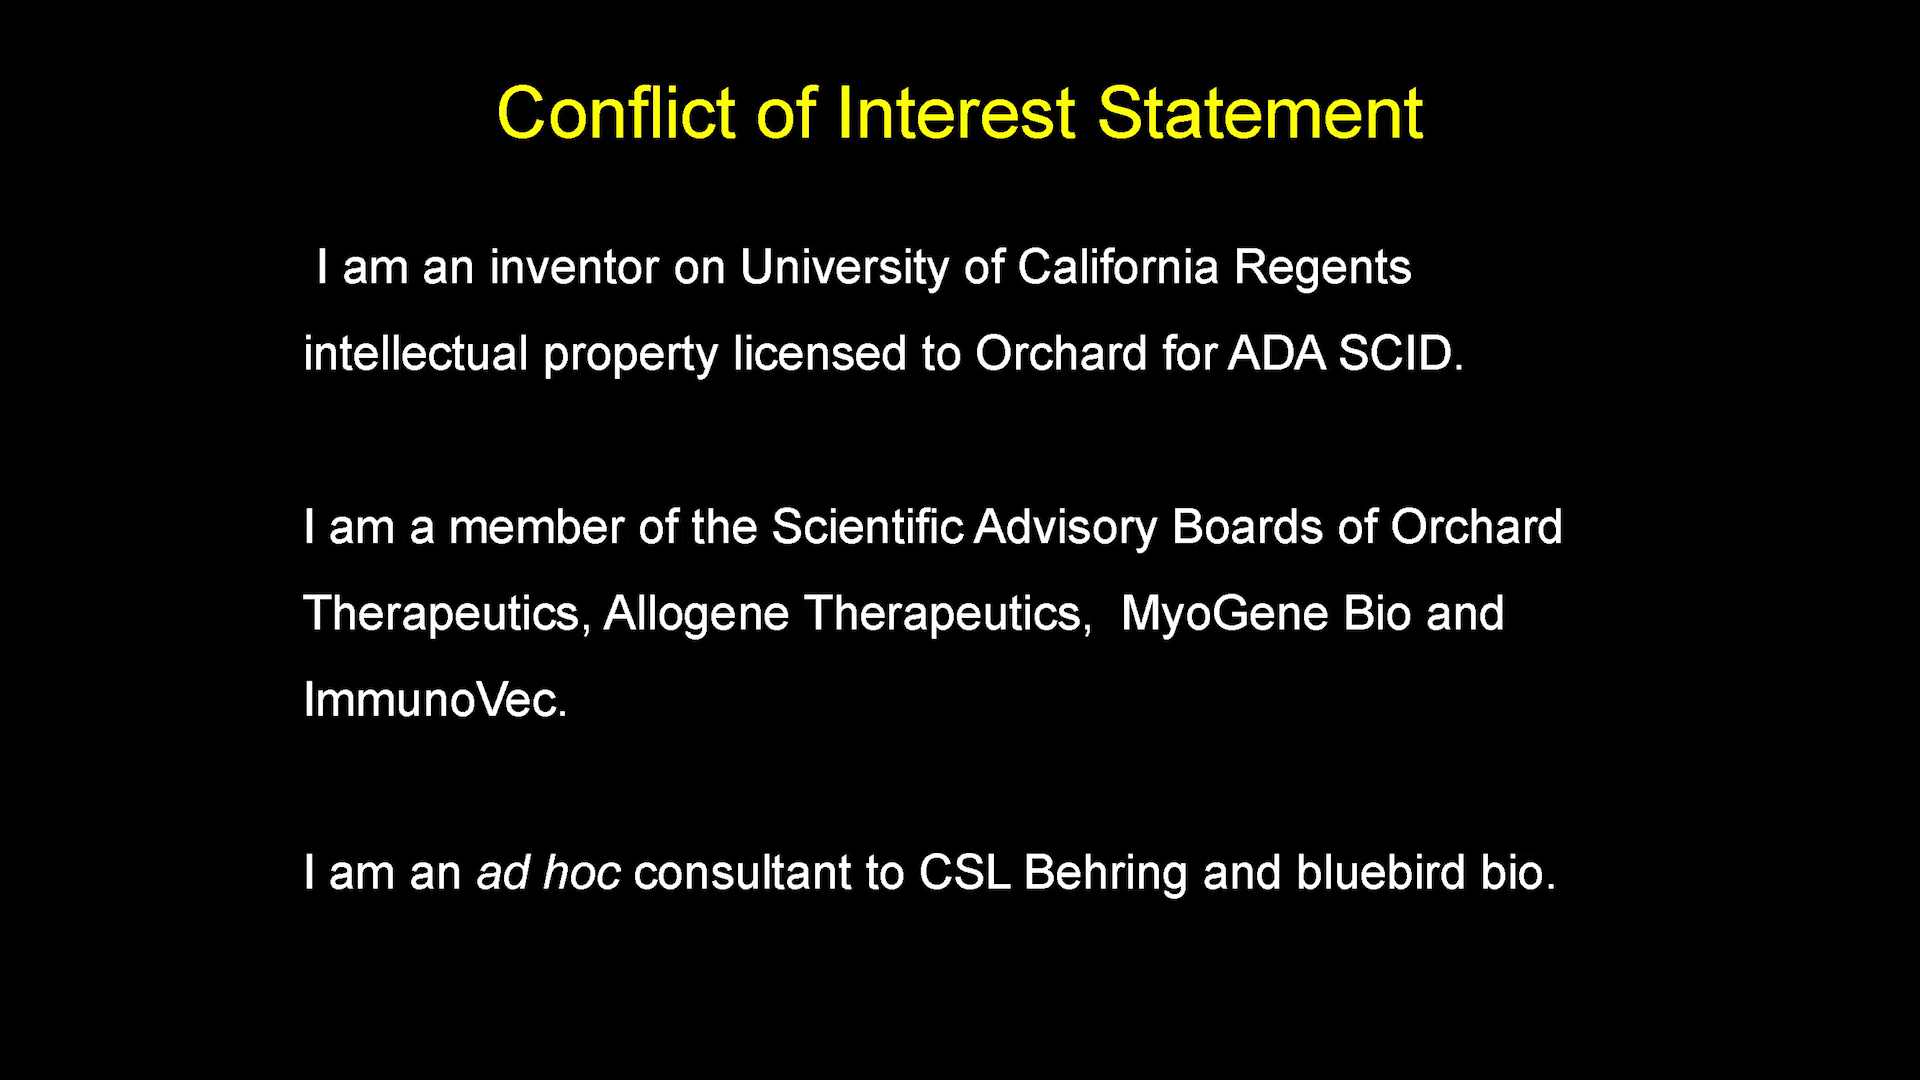 Conflict of Interest Statement
I am an inventor on University of California Regents
intellectual property licensed to Orchard for ADA SCID.
I am a member of the Scientific Advisory Boards of Orchard
Therapeutics, Allogene Therapeutics,  MyoGene Bio and
ImmunoVec.
I am an ad hoc consultant to CSL Behring and bluebird bio.